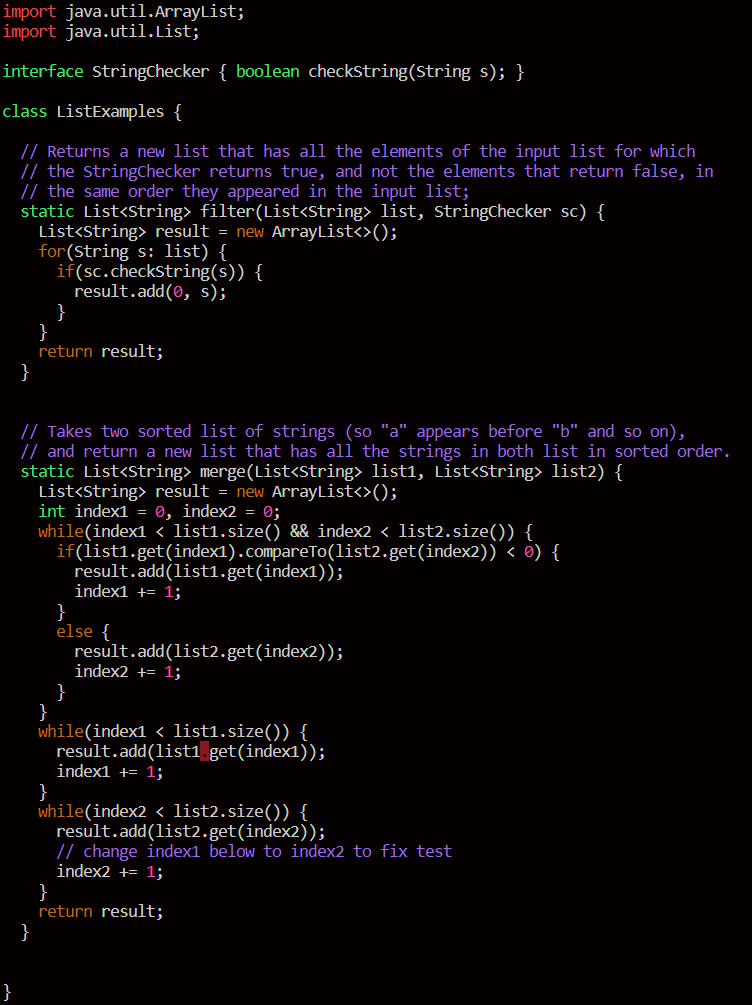 import java.util.ArrayList;
import java.util.List;

interface StringChecker { boolean checkString(String s); }

class ListExamples {

  // Returns a new list that has all the elements of the input list for which
  // the StringChecker returns true, and not the elements that return false, in
  // the same order they appeared in the input list;
  static List<String> filter(List<String> list, StringChecker sc) {
    List<String> result = new ArrayList<>();
    for(String s: list) {
      if(sc.checkString(s)) {
        result.add(0, s);
      }
    }
    return result;
  }


  // Takes two sorted list of strings (so "a" appears before "b" and so on),
  // and return a new list that has all the strings in both list in sorted order.
  static List<String> merge(List<String> list1, List<String> list2) {
    List<String> result = new ArrayList<>();
    int index1 = 0, index2 = 0;
    while(index1 < list1.size() && index2 < list2.size()) {
      if(list1.get(index1).compareTo(list2.get(index2)) < 0) {
        result.add(list1.get(index1));
        index1 += 1;
      }
      else {
        result.add(list2.get(index2));
        index2 += 1;
      }
    }
    while(index1 < list1.size()) {
      result.add(list1.get(index1));
      index1 += 1;
    }
    while(index2 < list2.size()) {
      result.add(list2.get(index2));
      // change index1 below to index2 to fix test
      index2 += 1;
    }
    return result;
  }


}